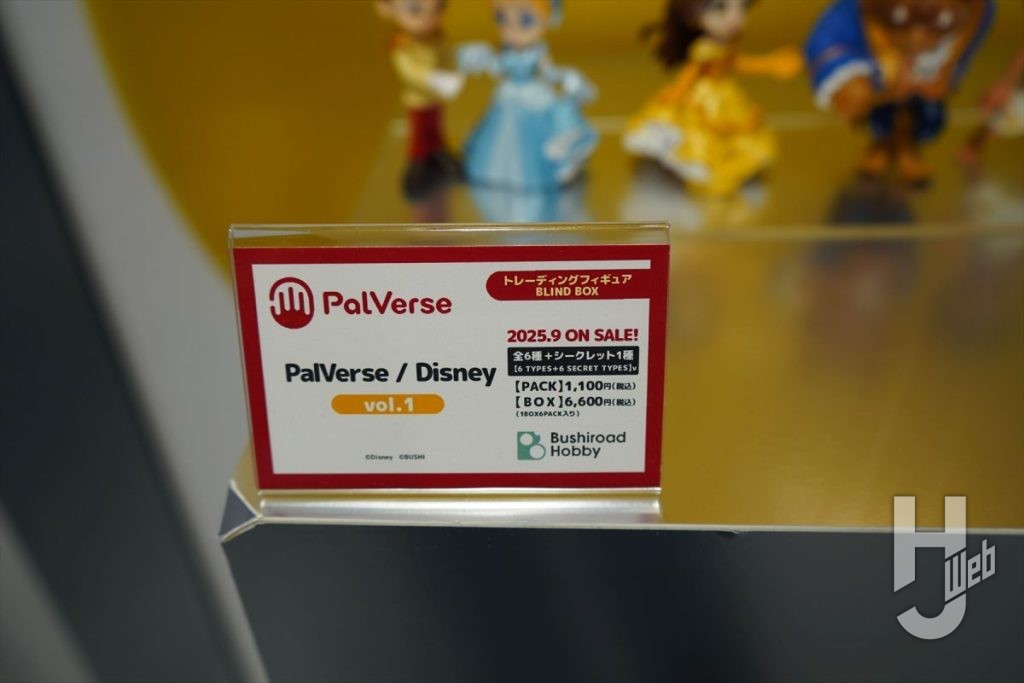 PalVerse
トレーディングフィギュア
BLIND BOX
2025.9 ON SALE!
全6種+シークレット1種
【6 TYPES+6 SECRET TYPES】v
PalVerse / Disney
vol.1
【PACK】1,100円(税込)
【BOX】6,600円(税込)
(1BOX6PACK入り)
Bushiroad
Hobby
©Disney ©BUSHI
HJ Web